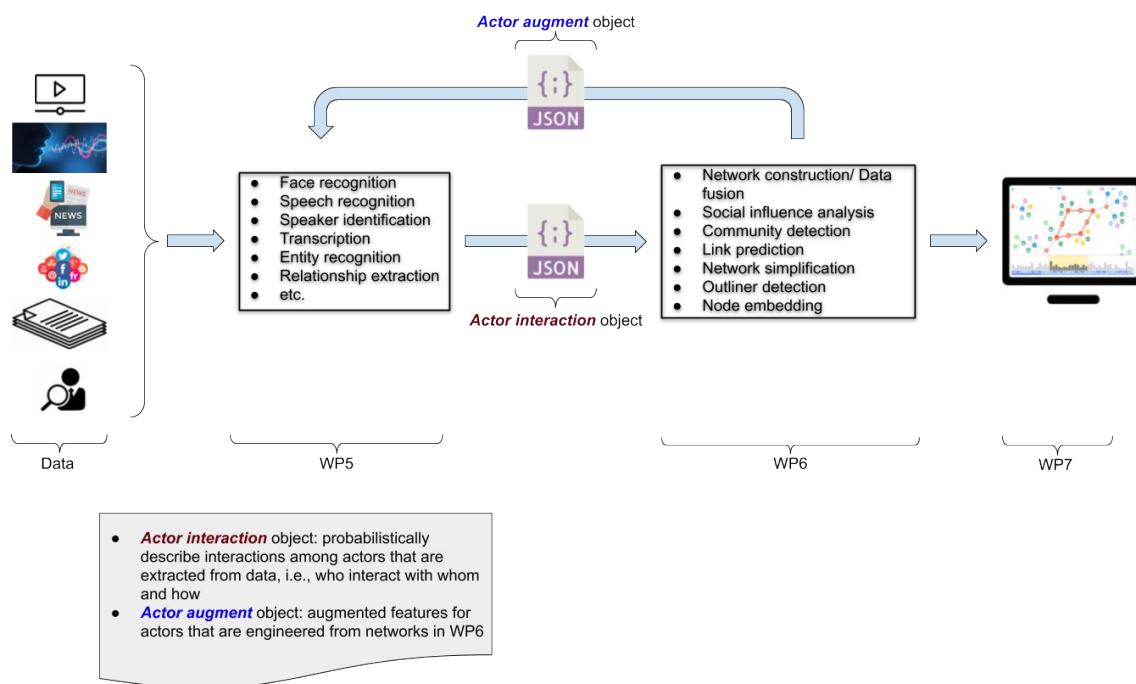 Actor augment object
{;}
JSON
NEWS
NEWS
f
in
● Face recognition
● Speech recognition
● Speaker identification
● Transcription
● Entity recognition
● Relationship extraction
● etc.
{;}
JSON
Actor interaction object
● Network construction/ Data
fusion
● Social influence analysis
● Community detection
● Link prediction
● Network simplification
● Outliner detection
● Node embedding
Data
WP5
WP6
WP7
● Actor interaction object: probabilistically
describe interactions among actors that are
extracted from data, i.e., who interact with whom
and how
● Actor augment object: augmented features for
actors that are engineered from networks in WP6